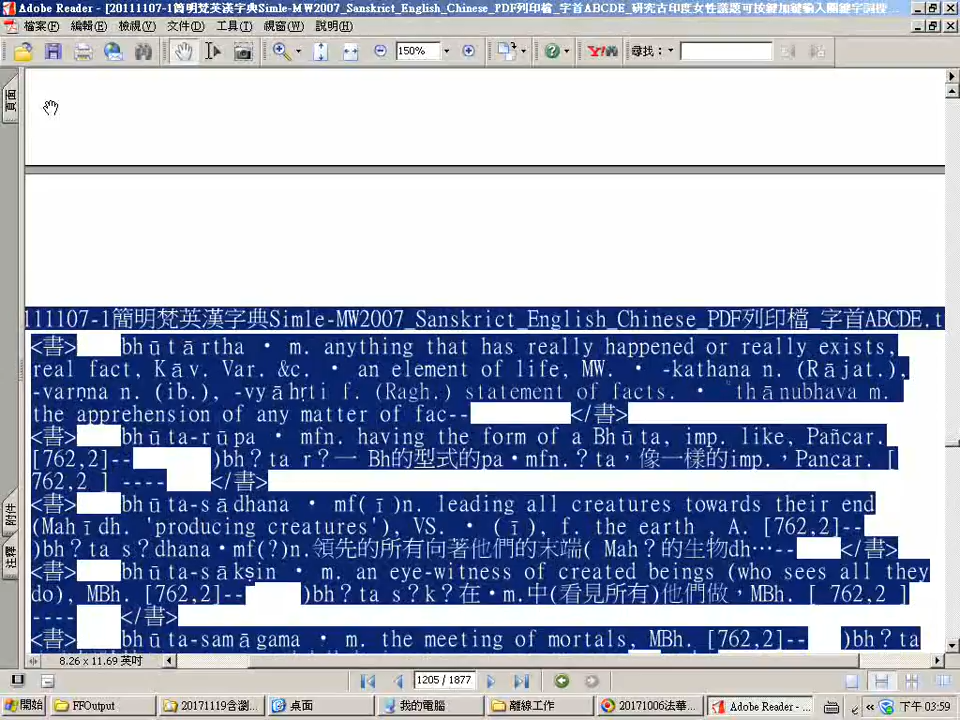 Adobe Reader - [20111107-1簡明梵英漢字典Simle-MW2007_Sanskrict_English_Chinese_PDF列印檔_字首ABCDE_研究古印度女性議題可按鍵加鍵輸入關鍵字詞搜
檔案(F) 編輯(E) 檢視(V) 文件(D) 工具(T) 視窗(W) 說明(H)
150% Y! 尋找:
頁面
111107-1簡明梵英漢字典Simle-MW2007_Sanskrict_English_Chinese_PDF列印檔_字首ABCDE.t
<書> bhūtārtha · m. anything that has really happened or really exists,
real fact, Kāv. Var. &c. · an element of life, MW. · -kathana n. (Rājat.),
-varṇna n. (ib.), -vyāhṛti f. (Ragh.) statement of facts. · °thānubhava m.
the apprehension of any matter of fac-- </書>
<書> bhūta-rūpa · mfn. having the form of a Bhūta, imp. like, Pañcar.
[762,2]-- )bh?ta r?一 Bh的型式的pa·mfn.?ta，像一樣的imp.，Pancar. [
762,2 ] ---- </書>
<書> bhūta-sādhana · mf(ī)n. leading all creatures towards their end
(Mahīdh. 'producing creatures'), VS. · (ī), f. the earth A. [762,2]--
)bh?ta s?dhana·mf(?)n.領先的所有向著他們的末端( Mah?的生物dh…-- </書>
<書> bhūta-sākṣin · m. an eye-witness of created beings (who sees all they
do), MBh. [762,2]-- )bh?ta s?k?在·m.中(看見所有)他們做，MBh. [ 762,2 ]
---- </書>
<書> bhūta-samāgama · m. the meeting of mortals, MBh. [762,2]-- )bh?ta
附件
注釋
8.26 x 11.69 英吋
1205 / 1877
開始 FFOutput 20171119含瀏... 桌面 我的電腦 離線工作 20171006法華... Adobe Reader - ... 下午 03:59